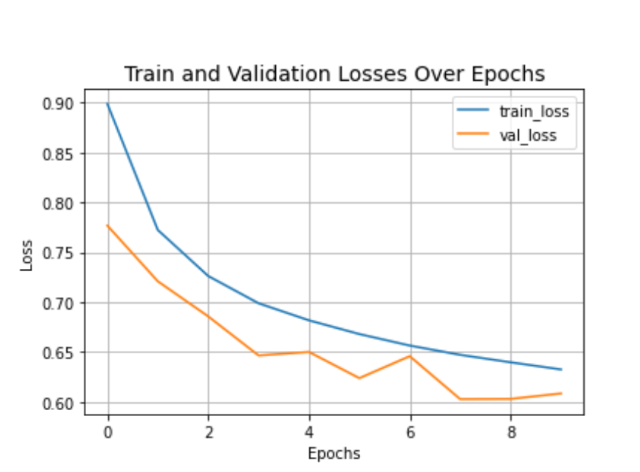 Train and Validation Losses Over Epochs
train_loss
val_loss
0.90
0.85
0.80
0.75
0.70
0.65
0.60
Loss
0 2 4 6 8
Epochs